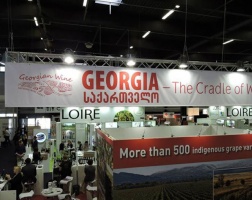 Georgian Wine
GEORGIA – The Cradle of W
საქართველო
LOIRE
LOIRE
More than 500 indigenous grape var